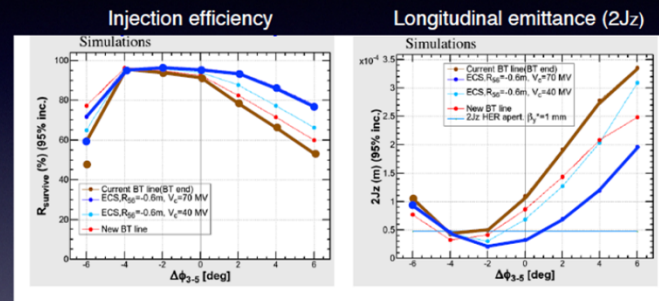 Injection efficiency
Longitudinal emittance (2Jz)
Simulations
R_survive (%) (95% inc.)
100
80
60
40
20
0
Current BT line(BT end)
ECS,R56=-0.6m, Vc=70 MV
ECS,R56=-0.6m, Vc=40 MV
New BT line
-6 -4 -2 0 2 4 6
Δϕ3-5 [deg]
Simulations
x10^-4
2Jz (m) (95% inc.)
3.5
3
2.5
2
1.5
1
0.5
0
Current BT line(BT end)
ECS,R56=-0.6m, Vc=70 MV
ECS,R56=-0.6m, Vc=40 MV
New BT line
2Jz HER apert. βy*=1 mm
-6 -4 -2 0 2 4 6
Δϕ3-5 [deg]